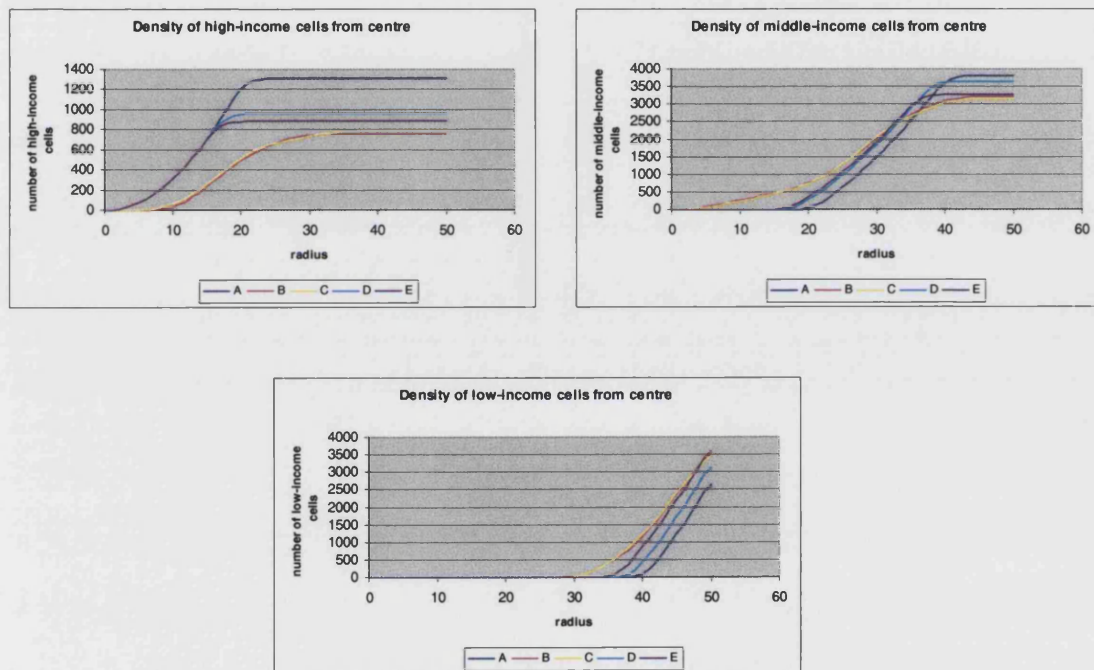 Density of high-income cells from centre
number of high-income
cells
1400
1200
1000
800
600
400
200
0
0 10 20 30 40 50 60
radius
A B C D E
Density of middle-income cells from centre
number of middle-income
cells
4000
3500
3000
2500
2000
1500
1000
500
0
0 10 20 30 40 50 60
radius
A B C D E
Density of low-income cells from centre
number of low-income
cells
4000
3500
3000
2500
2000
1500
1000
500
0
0 10 20 30 40 50 60
radius
A B C D E